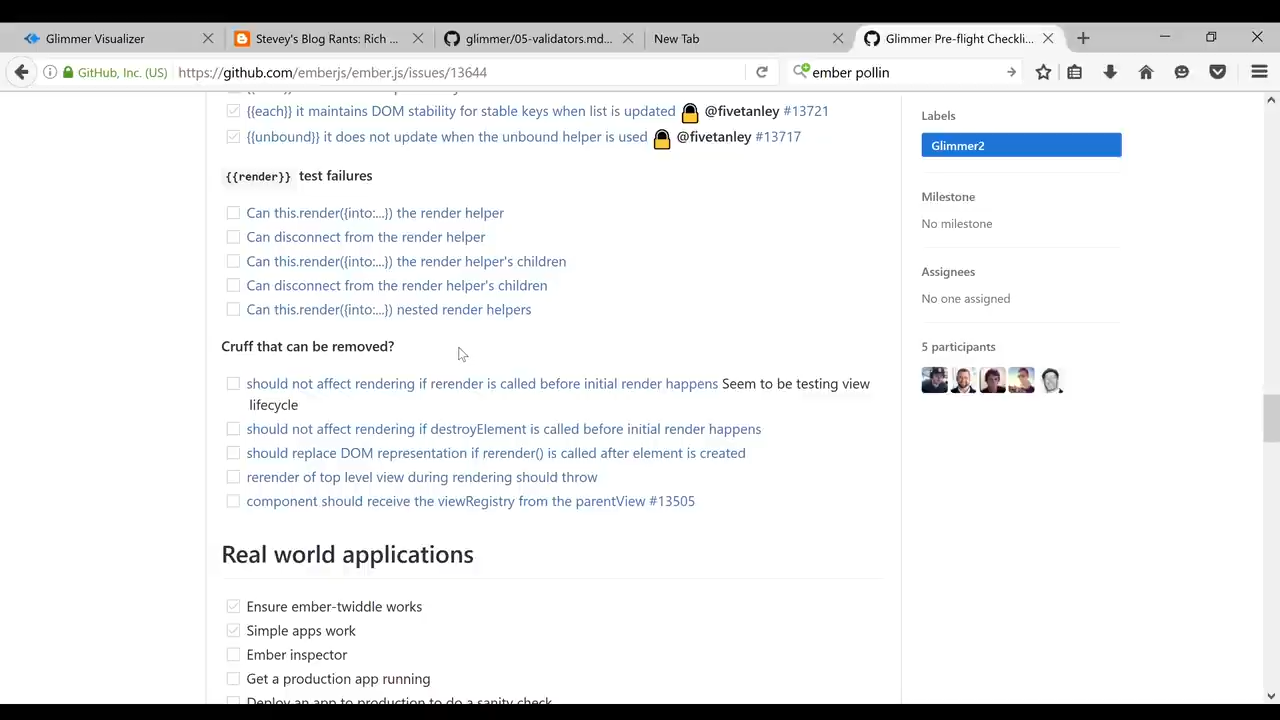 Glimmer Visualizer
Stevey's Blog Rants: Rich ...
glimmer/05-validators.md...
New Tab
Glimmer Pre-flight Checkli...
GitHub, Inc. (US)
https://github.com/emberjs/ember.js/issues/13644
ember pollin
{{each}} it maintains DOM stability for stable keys when list is updated @fivetanley #13721
{{unbound}} it does not update when the unbound helper is used @fivetanley #13717
{{render}} test failures
Can this.render({into:...}) the render helper
Can disconnect from the render helper
Can this.render({into:...}) the render helper's children
Can disconnect from the render helper's children
Can this.render({into:...}) nested render helpers
Cruff that can be removed?
should not affect rendering if rerender is called before initial render happens Seem to be testing view
lifecycle
should not affect rendering if destroyElement is called before initial render happens
should replace DOM representation if rerender() is called after element is created
rerender of top level view during rendering should throw
component should receive the viewRegistry from the parentView #13505
Real world applications
Ensure ember-twiddle works
Simple apps work
Ember inspector
Get a production app running
Deploy an app to production to do a sanity check
Labels
Glimmer2
Milestone
No milestone
Assignees
No one assigned
5 participants